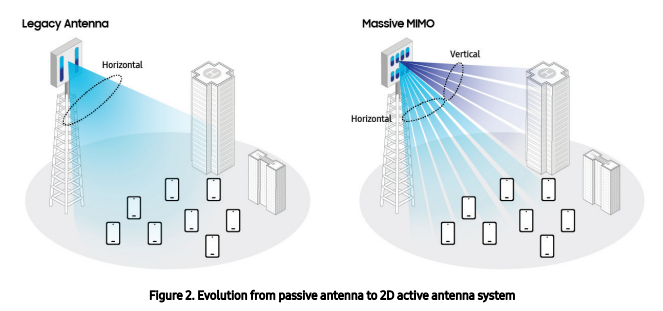 Legacy Antenna
Massive MIMO
Horizontal
Vertical
Horizontal
Figure 2. Evolution from passive antenna to 2D active antenna system